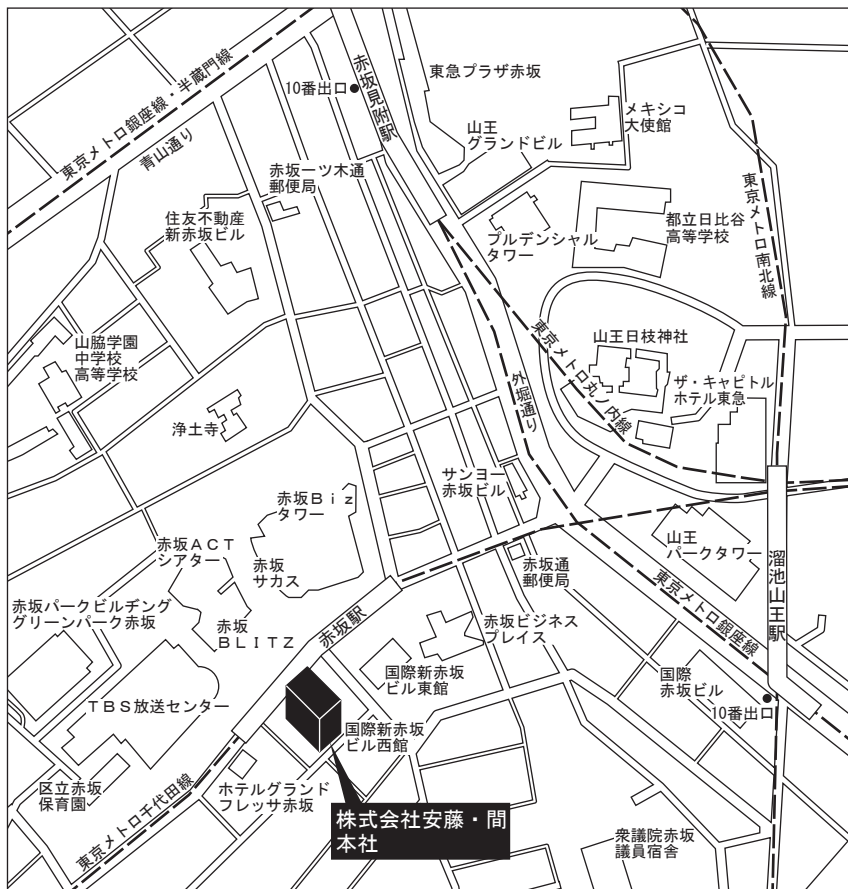 東急プラザ赤坂
10番出口
赤坂見附駅
メキシコ
大使館
山王
グランドビル
東京メトロ銀座線・半蔵門線
青山通り
赤坂一ツ木通
郵便局
住友不動産
新赤坂ビル
プルデンシャル
タワー
都立日比谷
高等学校
東京メトロ南北線
山脇学園
中学校
高等学校
山王日枝神社
東京メトロ丸ノ内線
ザ・キャピトル
ホテル東急
外堀通り
浄土寺
サンヨー
赤坂ビル
赤坂Ｂｉｚ
タワー
赤坂ＡＣＴ
シアター
赤坂
サカス
山王
パークタワー
赤坂通
郵便局
溜池山王駅
赤坂パークビルヂング
グリーンパーク赤坂
赤坂
ＢＬＩＴＺ
赤坂駅
赤坂ビジネス
プレイス
東京メトロ銀座線
国際新赤坂
ビル東館
国際
赤坂ビル
10番出口
ＴＢＳ放送センター
国際新赤坂
ビル西館
区立赤坂
保育園
東京メトロ千代田線
ホテルグランド
フレッサ赤坂
株式会社安藤・間
本社
衆議院赤坂
議員宿舎